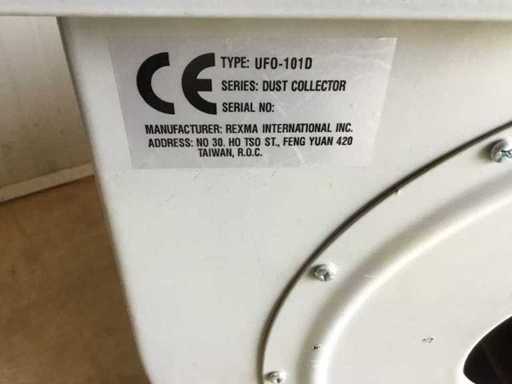 CE
TYPE: UFO-101D
SERIES: DUST COLLECTOR
SERIAL NO:
MANUFACTURER: REXMA INTERNATIONAL INC.
ADDRESS: NO 30. HO TSO ST., FENG YUAN 420
TAIWAN, R.O.C.